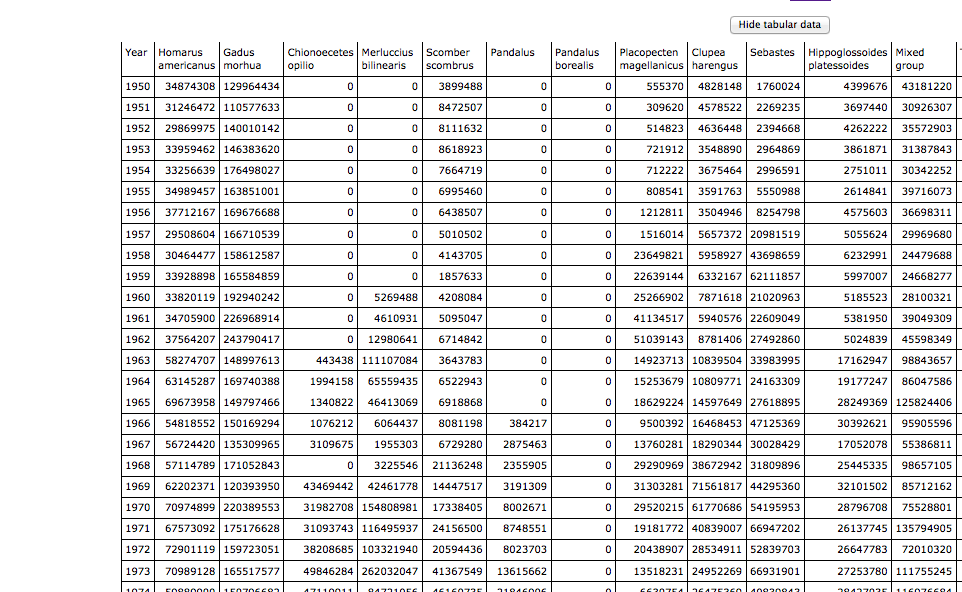 Hide tabular data
Year Homarus americanus Gadus morhua Chionoecetes opilio Merluccius bilinearis Scomber scombrus Pandalus Pandalus borealis Placopecten magellanicus Clupea harengus Sebastes Hippoglossoides platessoides Mixed group
1950 34874308 129964434 0 0 3899488 0 0 555370 4828148 1760024 4399676 43181220
1951 31246472 110577633 0 0 8472507 0 0 309620 4578522 2269235 3697440 30926307
1952 29869975 140010142 0 0 8111632 0 0 514823 4636448 2394668 4262222 35572903
1953 33959462 146383620 0 0 8618923 0 0 721912 3548890 2964869 3861871 31387843
1954 33256639 176498027 0 0 7664719 0 0 712222 3675464 2996591 2751011 30342252
1955 34989457 163851001 0 0 6995460 0 0 808541 3591763 5550988 2614841 39716073
1956 37712167 169676688 0 0 6438507 0 0 1212811 3504946 8254798 4575603 36698311
1957 29508604 166710539 0 0 5010502 0 0 1516014 5657372 20981519 5055624 29969680
1958 30464477 158612587 0 0 4143705 0 0 23649821 5958927 43698659 6232991 24479688
1959 33928898 165584859 0 0 1857633 0 0 22639144 6332167 62111857 5997007 24668277
1960 33820119 192940242 0 5269488 4208084 0 0 25266902 7871618 21020963 5185523 28100321
1961 34705900 226968914 0 4610931 5095047 0 0 41134517 5940576 22609049 5381950 39049309
1962 37564207 243790417 0 12980641 6714842 0 0 51039143 8781406 27492860 5024839 45598349
1963 58274707 148997613 443438 111107084 3643783 0 0 14923713 10839504 33983995 17162947 98843657
1964 63145287 169740388 1994158 65559435 6522943 0 0 15253679 10809771 24163309 19177247 86047586
1965 69673958 149797466 1340822 46413069 6918868 0 0 18629224 14597649 27618895 28249369 125824406
1966 54818552 150169294 1076212 6064437 8081198 384217 0 9500392 16468453 47125369 30392621 95905596
1967 56724420 135309965 3109675 1955303 6729280 2875463 0 13760281 18290344 30028429 17052078 55386811
1968 57114789 171052843 0 3225546 21136248 2355905 0 29290969 38672942 31809896 25445335 98657105
1969 62202371 120393950 43469442 42461778 14447517 3191309 0 31303281 71561817 44295360 32101502 85712162
1970 70974899 220389553 31982708 154808981 17338405 8002671 0 29520215 61770686 54195953 28796708 75528801
1971 67573092 175176628 31093743 116495937 24156500 8748551 0 19181772 40839007 66947202 26137745 135794905
1972 72901119 159723051 38208685 103321940 20594436 8023703 0 20438907 28534911 52839703 26647783 72010320
1973 70989128 165517577 49846284 262032047 41367549 13615662 0 13518231 24952269 66931901 27253780 111755245